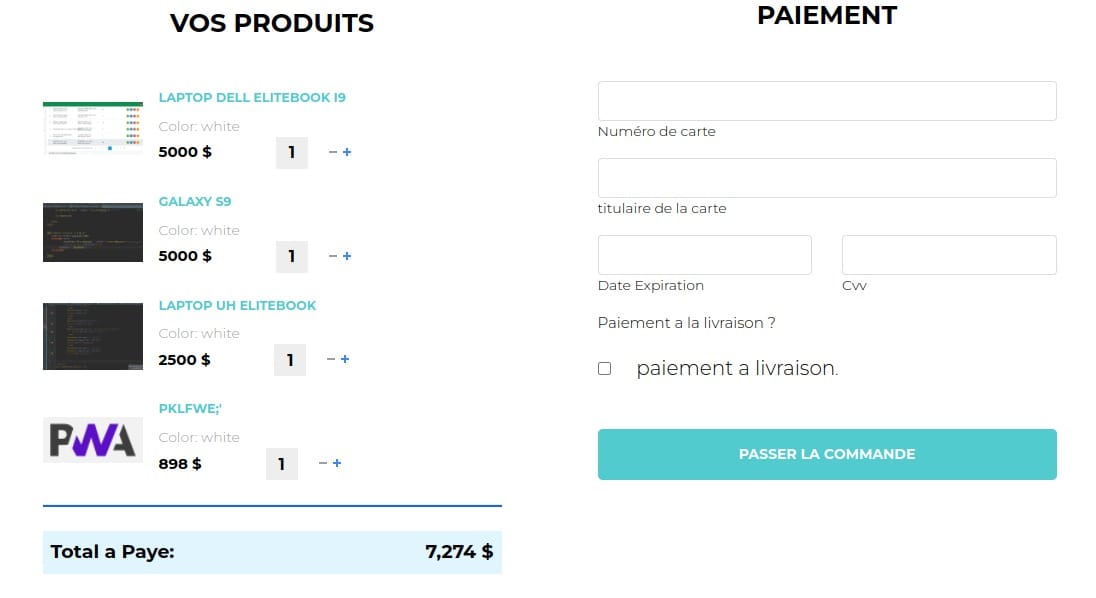 VOS PRODUITS
LAPTOP DELL ELITEBOOK I9
Color: white
5000 $ 1 − +
GALAXY S9
Color: white
5000 $ 1 − +
LAPTOP UH ELITEBOOK
Color: white
2500 $ 1 − +
PWA
PKLFWE;'
Color: white
898 $ 1 − +
Total a Paye: 7,274 $
PAIEMENT
Numéro de carte
titulaire de la carte
Date Expiration
Cvv
Paiement a la livraison ?
paiement a livraison.
PASSER LA COMMANDE